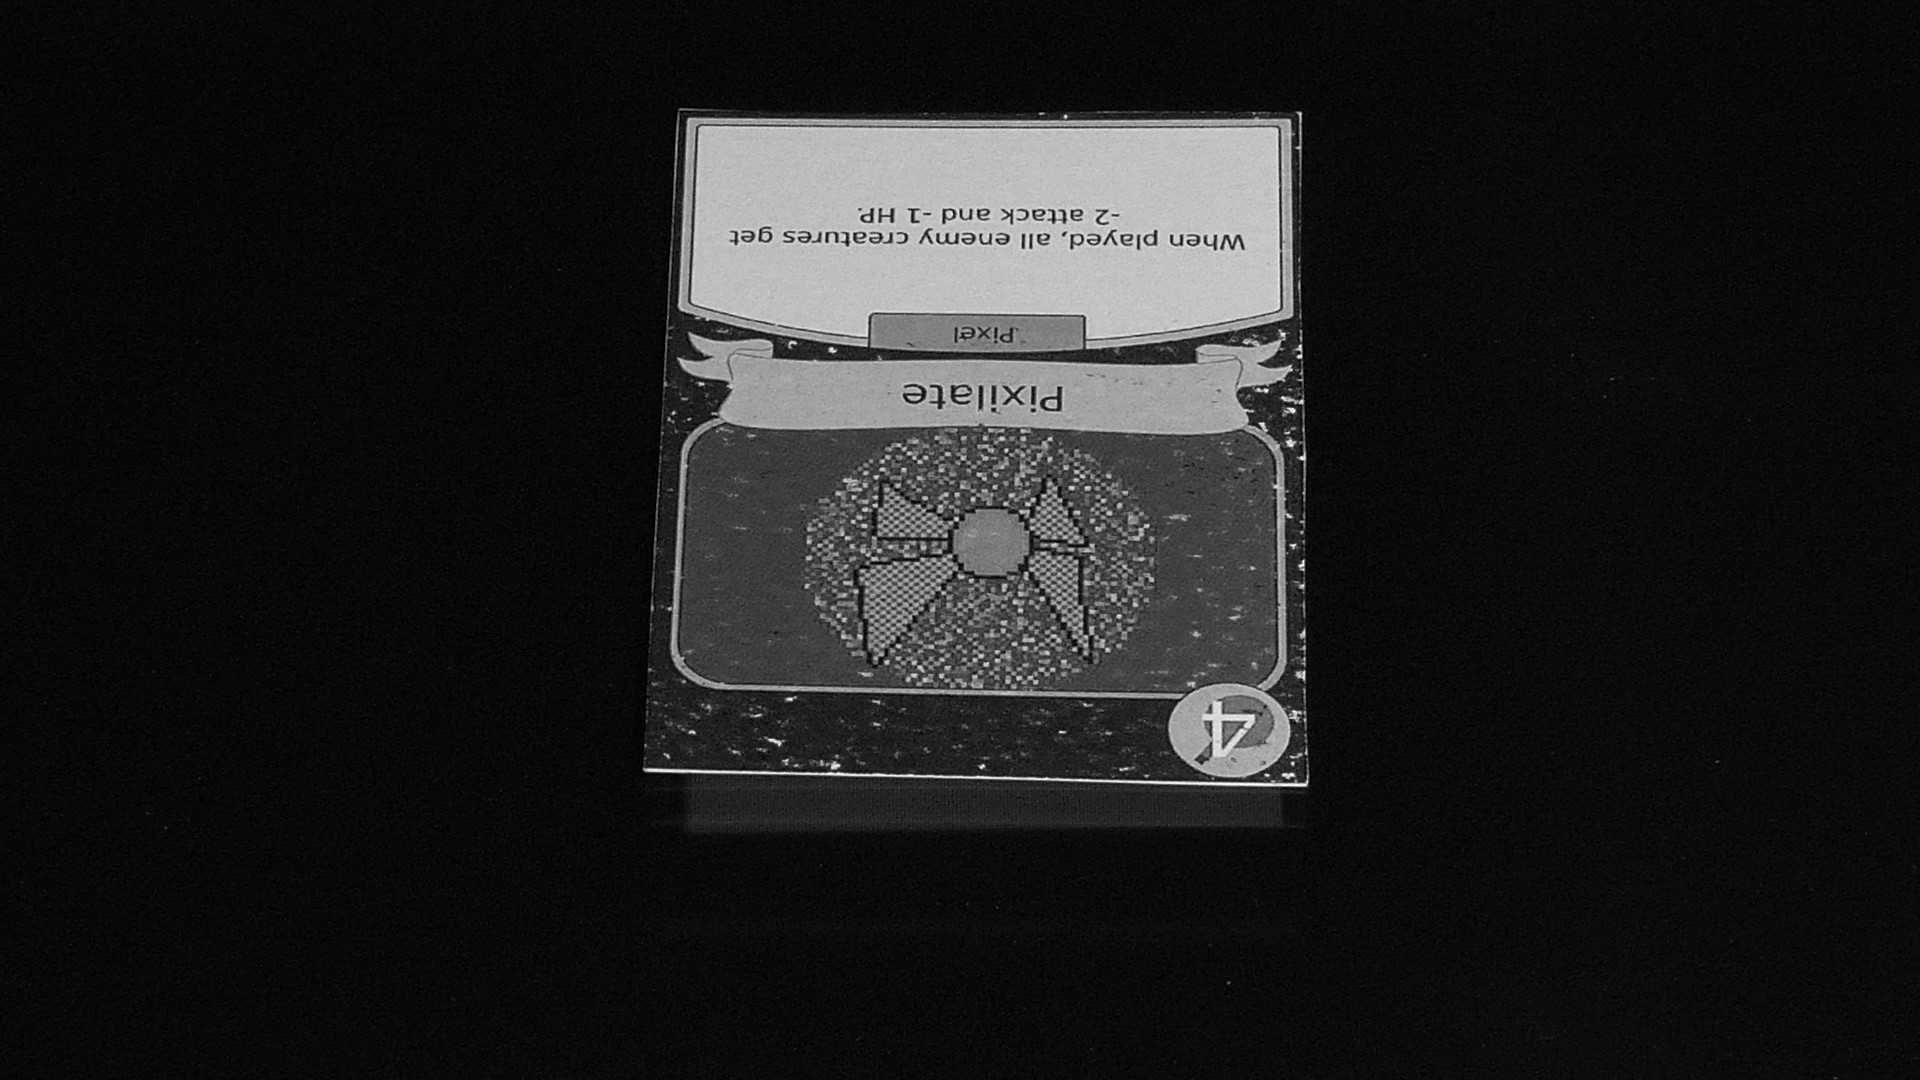 4
Pixilate
Pixel
When played, all enemy creatures get
-2 attack and -1 HP.